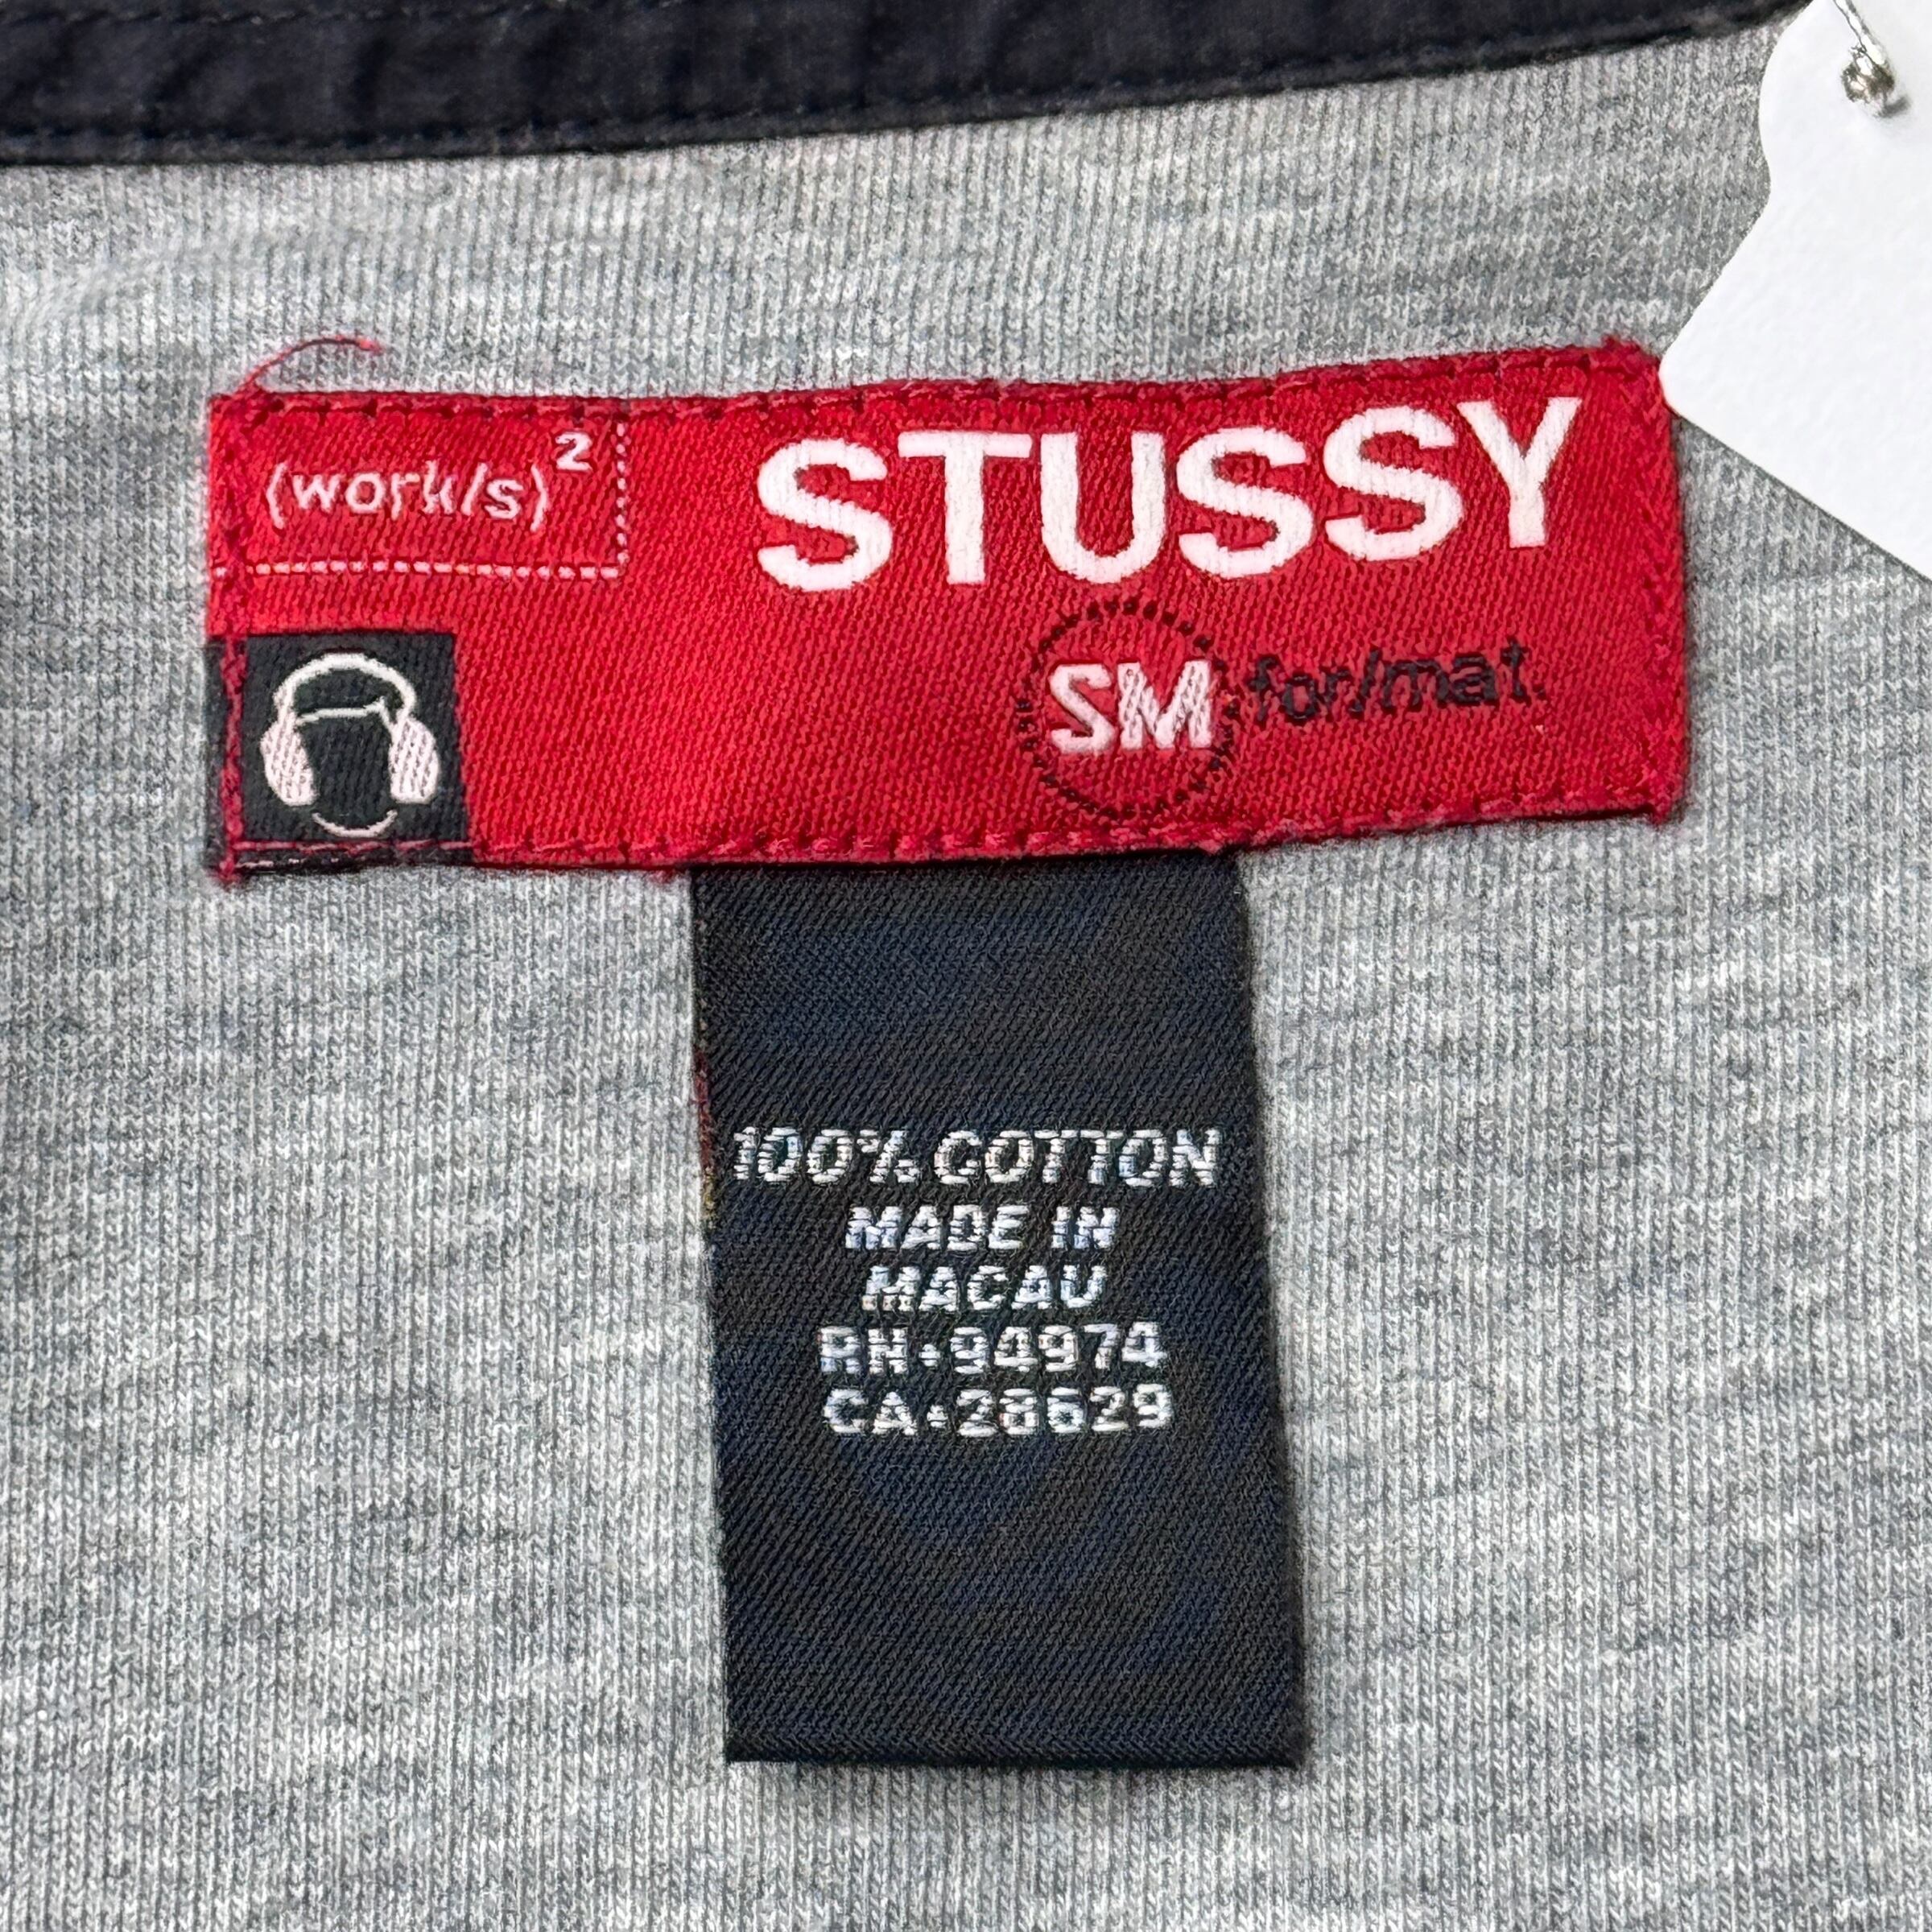 (work/s)²
STUSSY
SM for/mat.
100% COTTON
MADE IN
MACAU
RN•94974
CA•28629